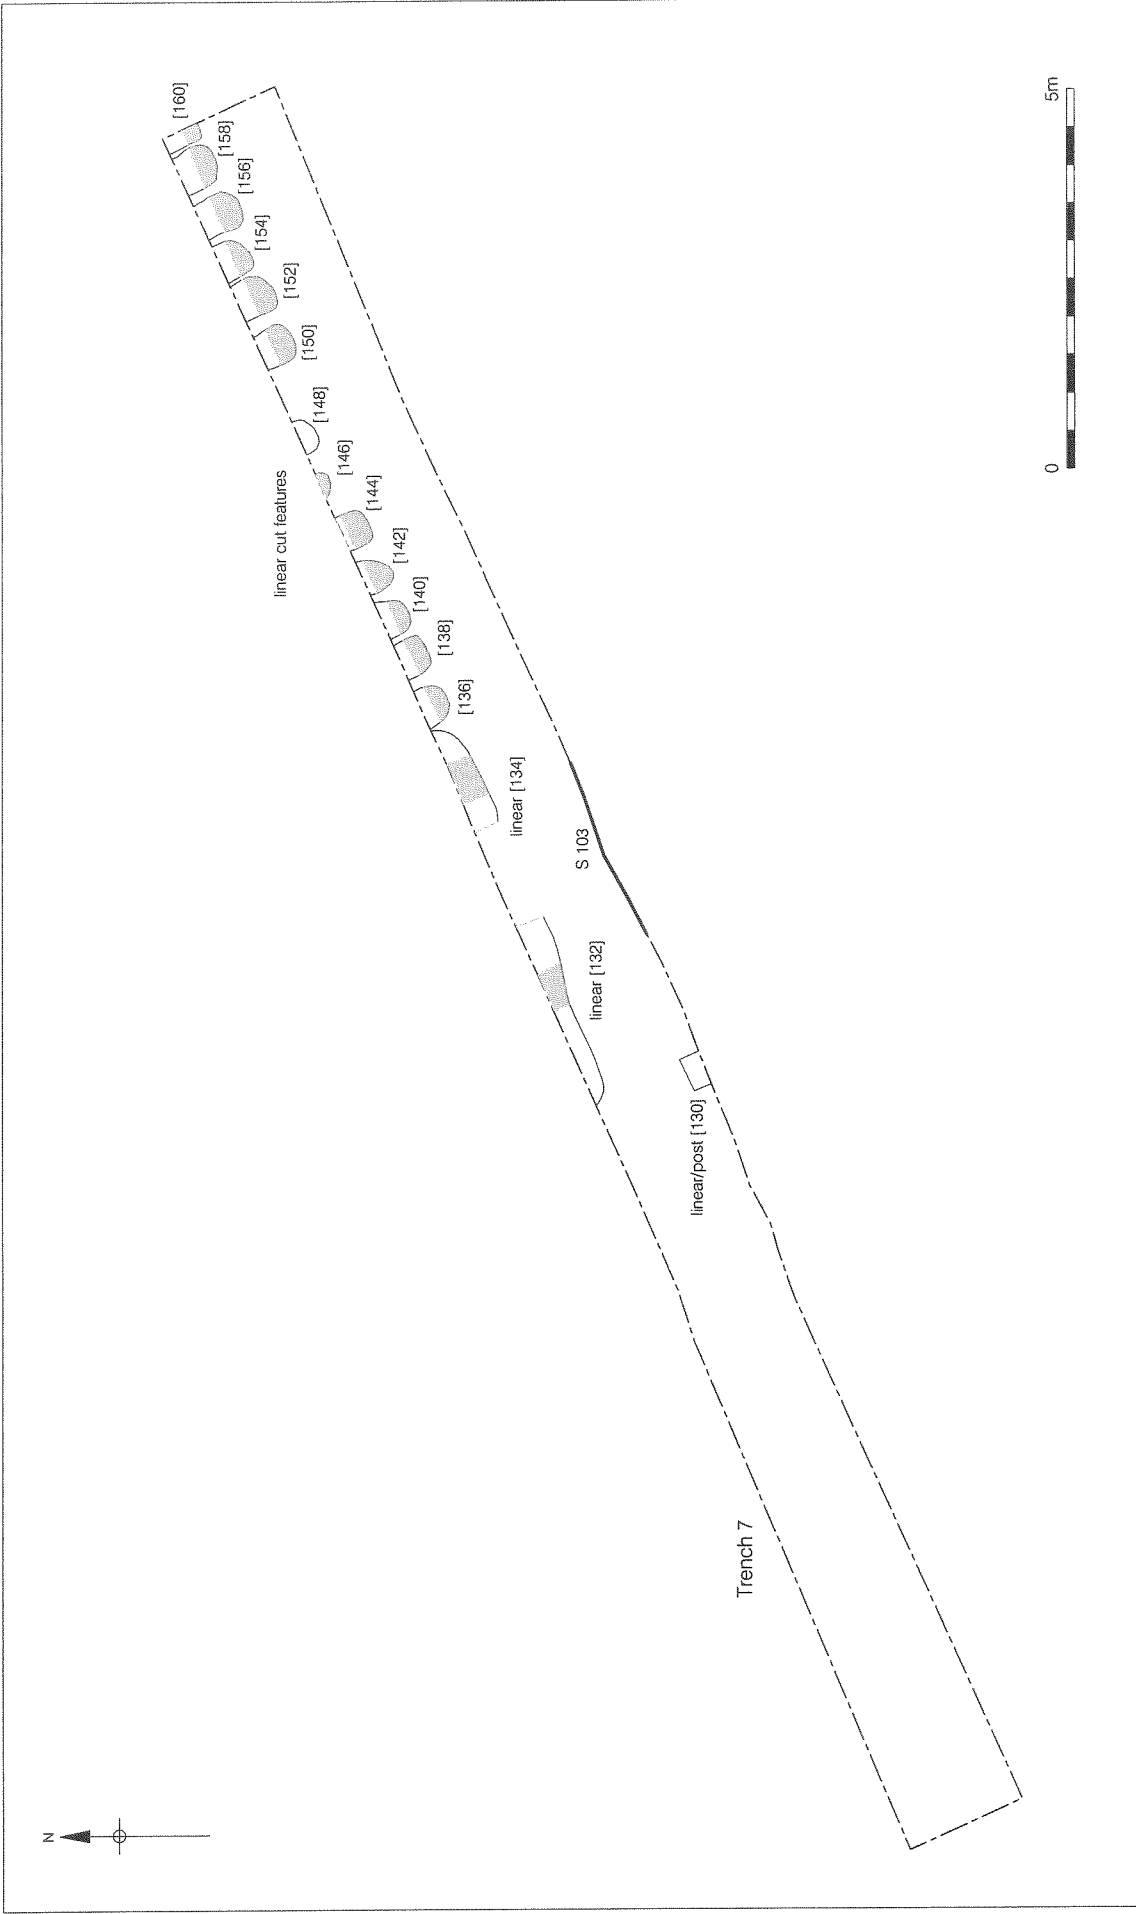 N
Trench 7
linear/post [130]
linear [132]
S 103
linear [134]
linear cut features
[136]
[138]
[140]
[142]
[144]
[146]
[148]
[150]
[152]
[154]
[156]
[158]
[160]
0
5m